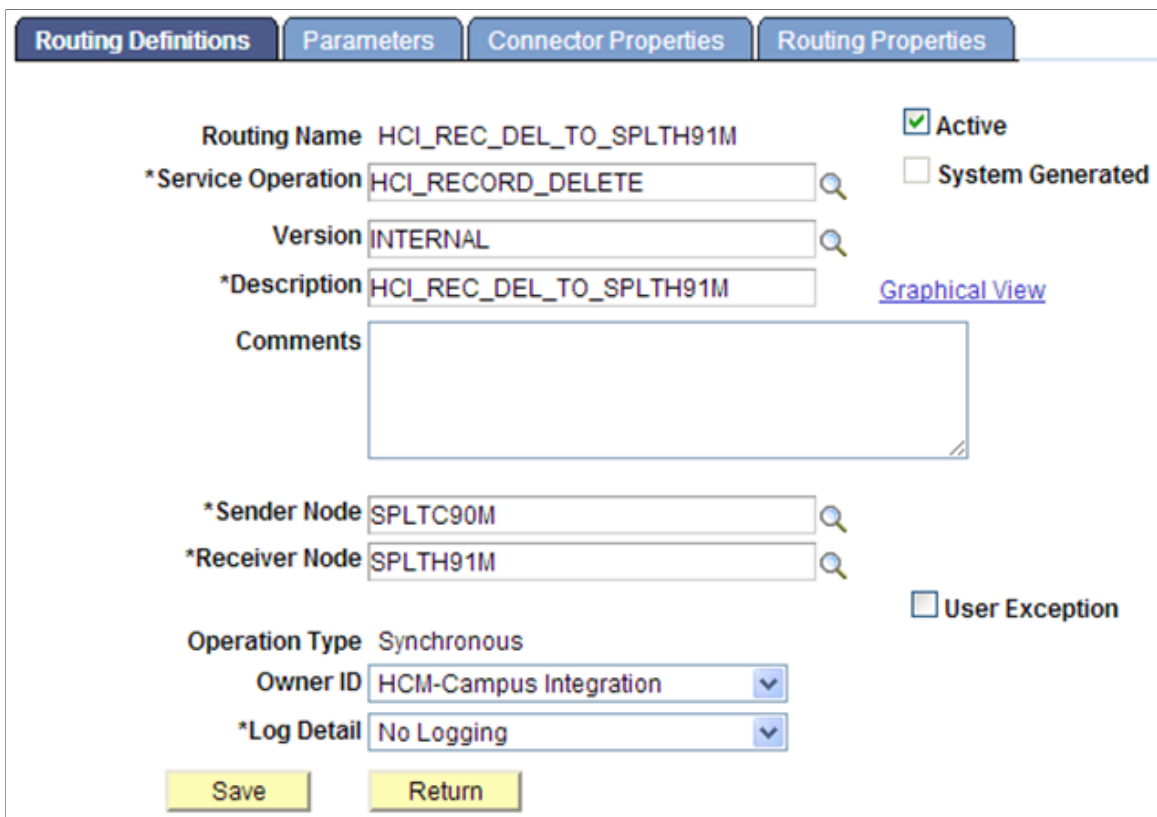 Routing Definitions Parameters Connector Properties Routing Properties
Routing Name HCI_REC_DEL_TO_SPLTH91M Active
*Service Operation HCI_RECORD_DELETE System Generated
Version INTERNAL
*Description HCI_REC_DEL_TO_SPLTH91M Graphical View
Comments
*Sender Node SPLTC90M
*Receiver Node SPLTH91M
User Exception
Operation Type Synchronous
Owner ID HCM-Campus Integration
*Log Detail No Logging
Save Return